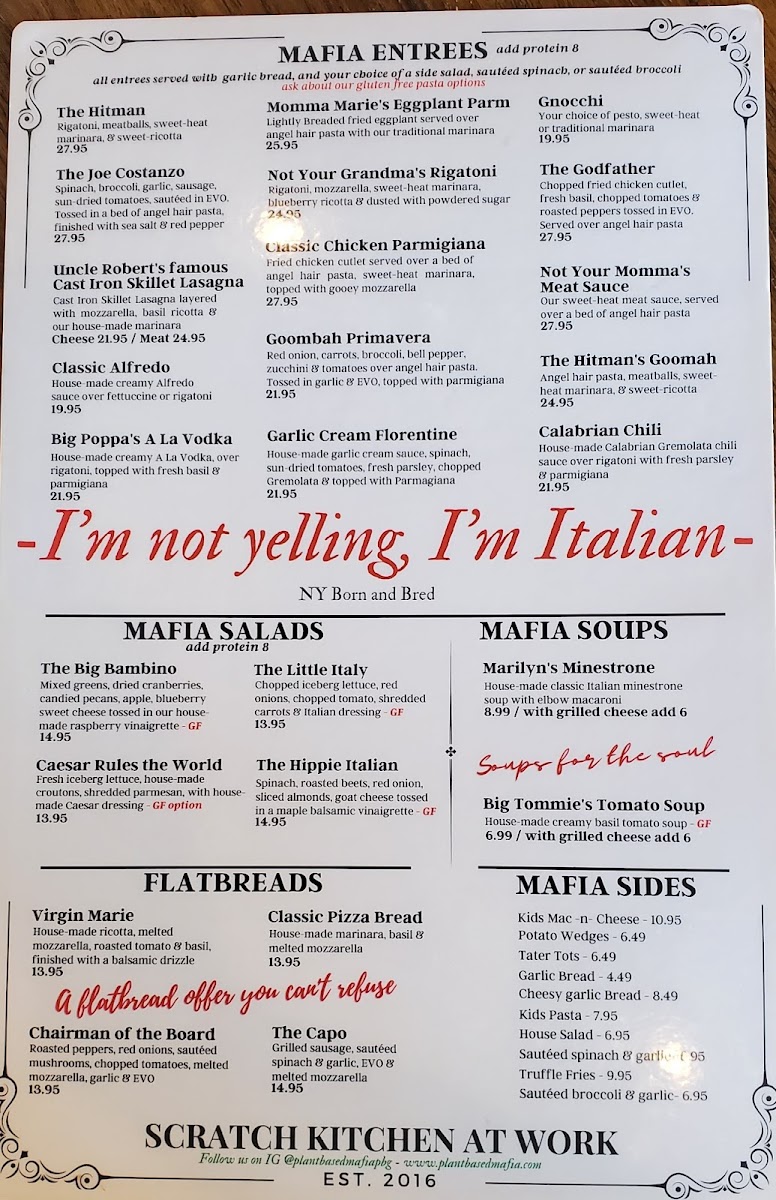 MAFIA ENTREES add protein 8
all entrees served with garlic bread, and your choice of a side salad, sautéed spinach, or sautéed broccoli
ask about our gluten free pasta options
The Hitman
Rigatoni, meatballs, sweet-heat
marinara, & sweet-ricotta
27.95
The Joe Costanzo
Spinach, broccoli, garlic, sausage,
sun-dried tomatoes, sautéed in EVO.
Tossed in a bed of angel hair pasta,
finished with sea salt & red pepper
27.95
Uncle Robert's famous
Cast Iron Skillet Lasagna
Cast Iron Skillet Lasagna layered
with mozzarella, basil ricotta &
our house-made marinara
Cheese 21.95 / Meat 24.95
Classic Alfredo
House-made creamy Alfredo
sauce over fettuccine or rigatoni
19.95
Big Poppa's A La Vodka
House-made creamy A La Vodka, over
rigatoni, topped with fresh basil &
parmigiana
21.95
Momma Marie's Eggplant Parm
Lightly Breaded fried eggplant served over
angel hair pasta with our traditional marinara
25.95
Not Your Grandma's Rigatoni
Rigatoni, mozzarella, sweet-heat marinara,
blueberry ricotta & dusted with powdered sugar
24.95
Classic Chicken Parmigiana
Fried chicken cutlet served over a bed of
angel hair pasta, sweet-heat marinara,
topped with gooey mozzarella
27.95
Goombah Primavera
Red onion, carrots, broccoli, bell pepper,
zucchini & tomatoes over angel hair pasta.
Tossed in garlic & EVO, topped with parmigiana
21.95
Garlic Cream Florentine
House-made garlic cream sauce, spinach,
sun-dried tomatoes, fresh parsley, chopped
Gremolata & topped with Parmagiana
21.95
Gnocchi
Your choice of pesto, sweet-heat
or traditional marinara
19.95
The Godfather
Chopped fried chicken cutlet,
fresh basil, chopped tomatoes &
roasted peppers tossed in EVO.
Served over angel hair pasta
27.95
Not Your Momma's
Meat Sauce
Our sweet-heat meat sauce, served
over a bed of angel hair pasta
27.95
The Hitman's Goomah
Angel hair pasta, meatballs, sweet-
heat marinara, & sweet-ricotta
24.95
Calabrian Chili
House-made Calabrian Gremolata chili
sauce over rigatoni with fresh parsley
& parmigiana
21.95
-I'm not yelling, I'm Italian-
NY Born and Bred
MAFIA SALADS
add protein 8
The Big Bambino
Mixed greens, dried cranberries,
candied pecans, apple, blueberry
sweet cheese tossed in our house-
made raspberry vinaigrette - GF
14.95
Caesar Rules the World
Fresh iceberg lettuce, house-made
croutons, shredded parmesan, with house-
made Caesar dressing - GF option
13.95
The Little Italy
Chopped iceberg lettuce, red
onions, chopped tomato, shredded
carrots & Italian dressing - GF
13.95
The Hippie Italian
Spinach, roasted beets, red onion,
sliced almonds, goat cheese tossed
in a maple balsamic vinaigrette - GF
14.95
MAFIA SOUPS
Marilyn's Minestrone
House-made classic Italian minestrone
soup with elbow macaroni
8.99 / with grilled cheese add 6
Soups for the soul
Big Tommie's Tomato Soup
House-made creamy basil tomato soup - GF
6.99 / with grilled cheese add 6
FLATBREADS
Virgin Marie
House-made ricotta, melted
mozzarella, roasted tomato & basil,
finished with a balsamic drizzle
13.95
Classic Pizza Bread
House-made marinara, basil &
melted mozzarella
13.95
A flatbread offer you can't refuse
Chairman of the Board
Roasted peppers, red onions, sautéed
mushrooms, chopped tomatoes, melted
mozzarella, garlic & EVO
13.95
The Capo
Grilled sausage, sautéed
spinach & garlic, EVO &
melted mozzarella
14.95
MAFIA SIDES
Kids Mac -n- Cheese - 10.95
Potato Wedges - 6.49
Tater Tots - 6.49
Garlic Bread - 4.49
Cheesy garlic Bread - 8.49
Kids Pasta - 7.95
House Salad - 6.95
Sautéed spinach & garlic
Truffle Fries - 9.95
Sautéed broccoli & garlic- 6.95
SCRATCH KITCHEN AT WORK
Follow us on IG @plantbasedmafiapbg - www.plantbasedmafia.com
EST. 2016